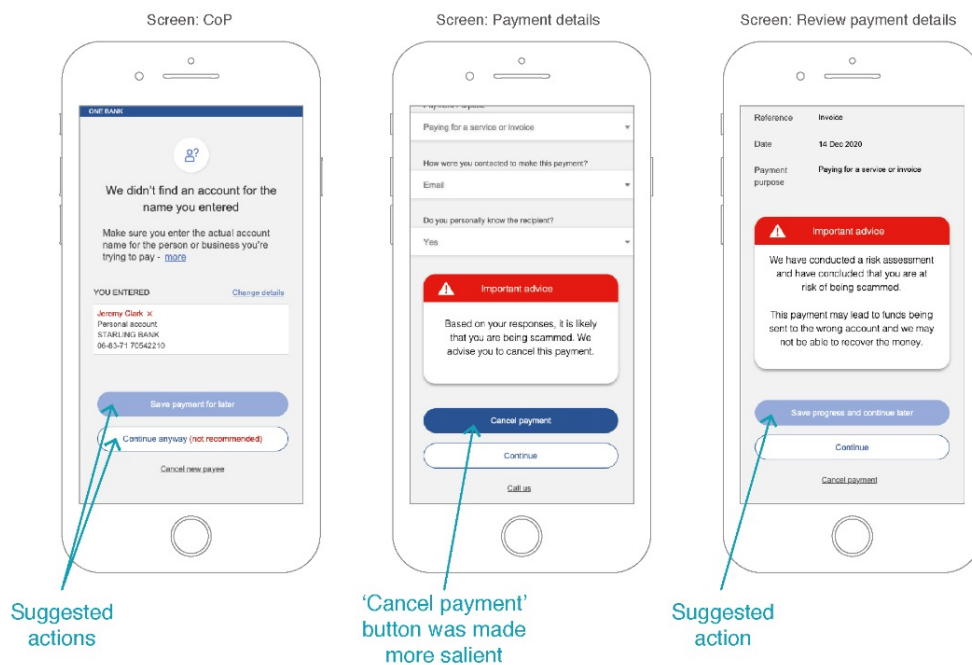 Screen: CoP
ONE BANK
We didn't find an account for the
name you entered
Make sure you enter the actual account
name for the person or business you're
trying to pay - more
YOU ENTERED Change details
Jeremy Clark ×
Personal account
STARLING BANK
06-83-71 70542210
Save payment for later
Continue anyway (not recommended)
Cancel new payee
Suggested
actions
Screen: Payment details
Payment Purpose
Paying for a service or invoice
How were you contacted to make this payment?
Email
Do you personally know the recipient?
Yes
Important advice
Based on your responses, it is likely
that you are being scammed. We
advise you to cancel this payment.
Cancel payment
Continue
Call us
'Cancel payment'
button was made
more salient
Screen: Review payment details
Reference Invoice
Date 14 Dec 2020
Payment Paying for a service or invoice
purpose
Important advice
We have conducted a risk assessment
and have concluded that you are at
risk of being scammed.
This payment may lead to funds being
sent to the wrong account and we may
not be able to recover the money.
Save progress and continue later
Continue
Cancel payment
Suggested
action